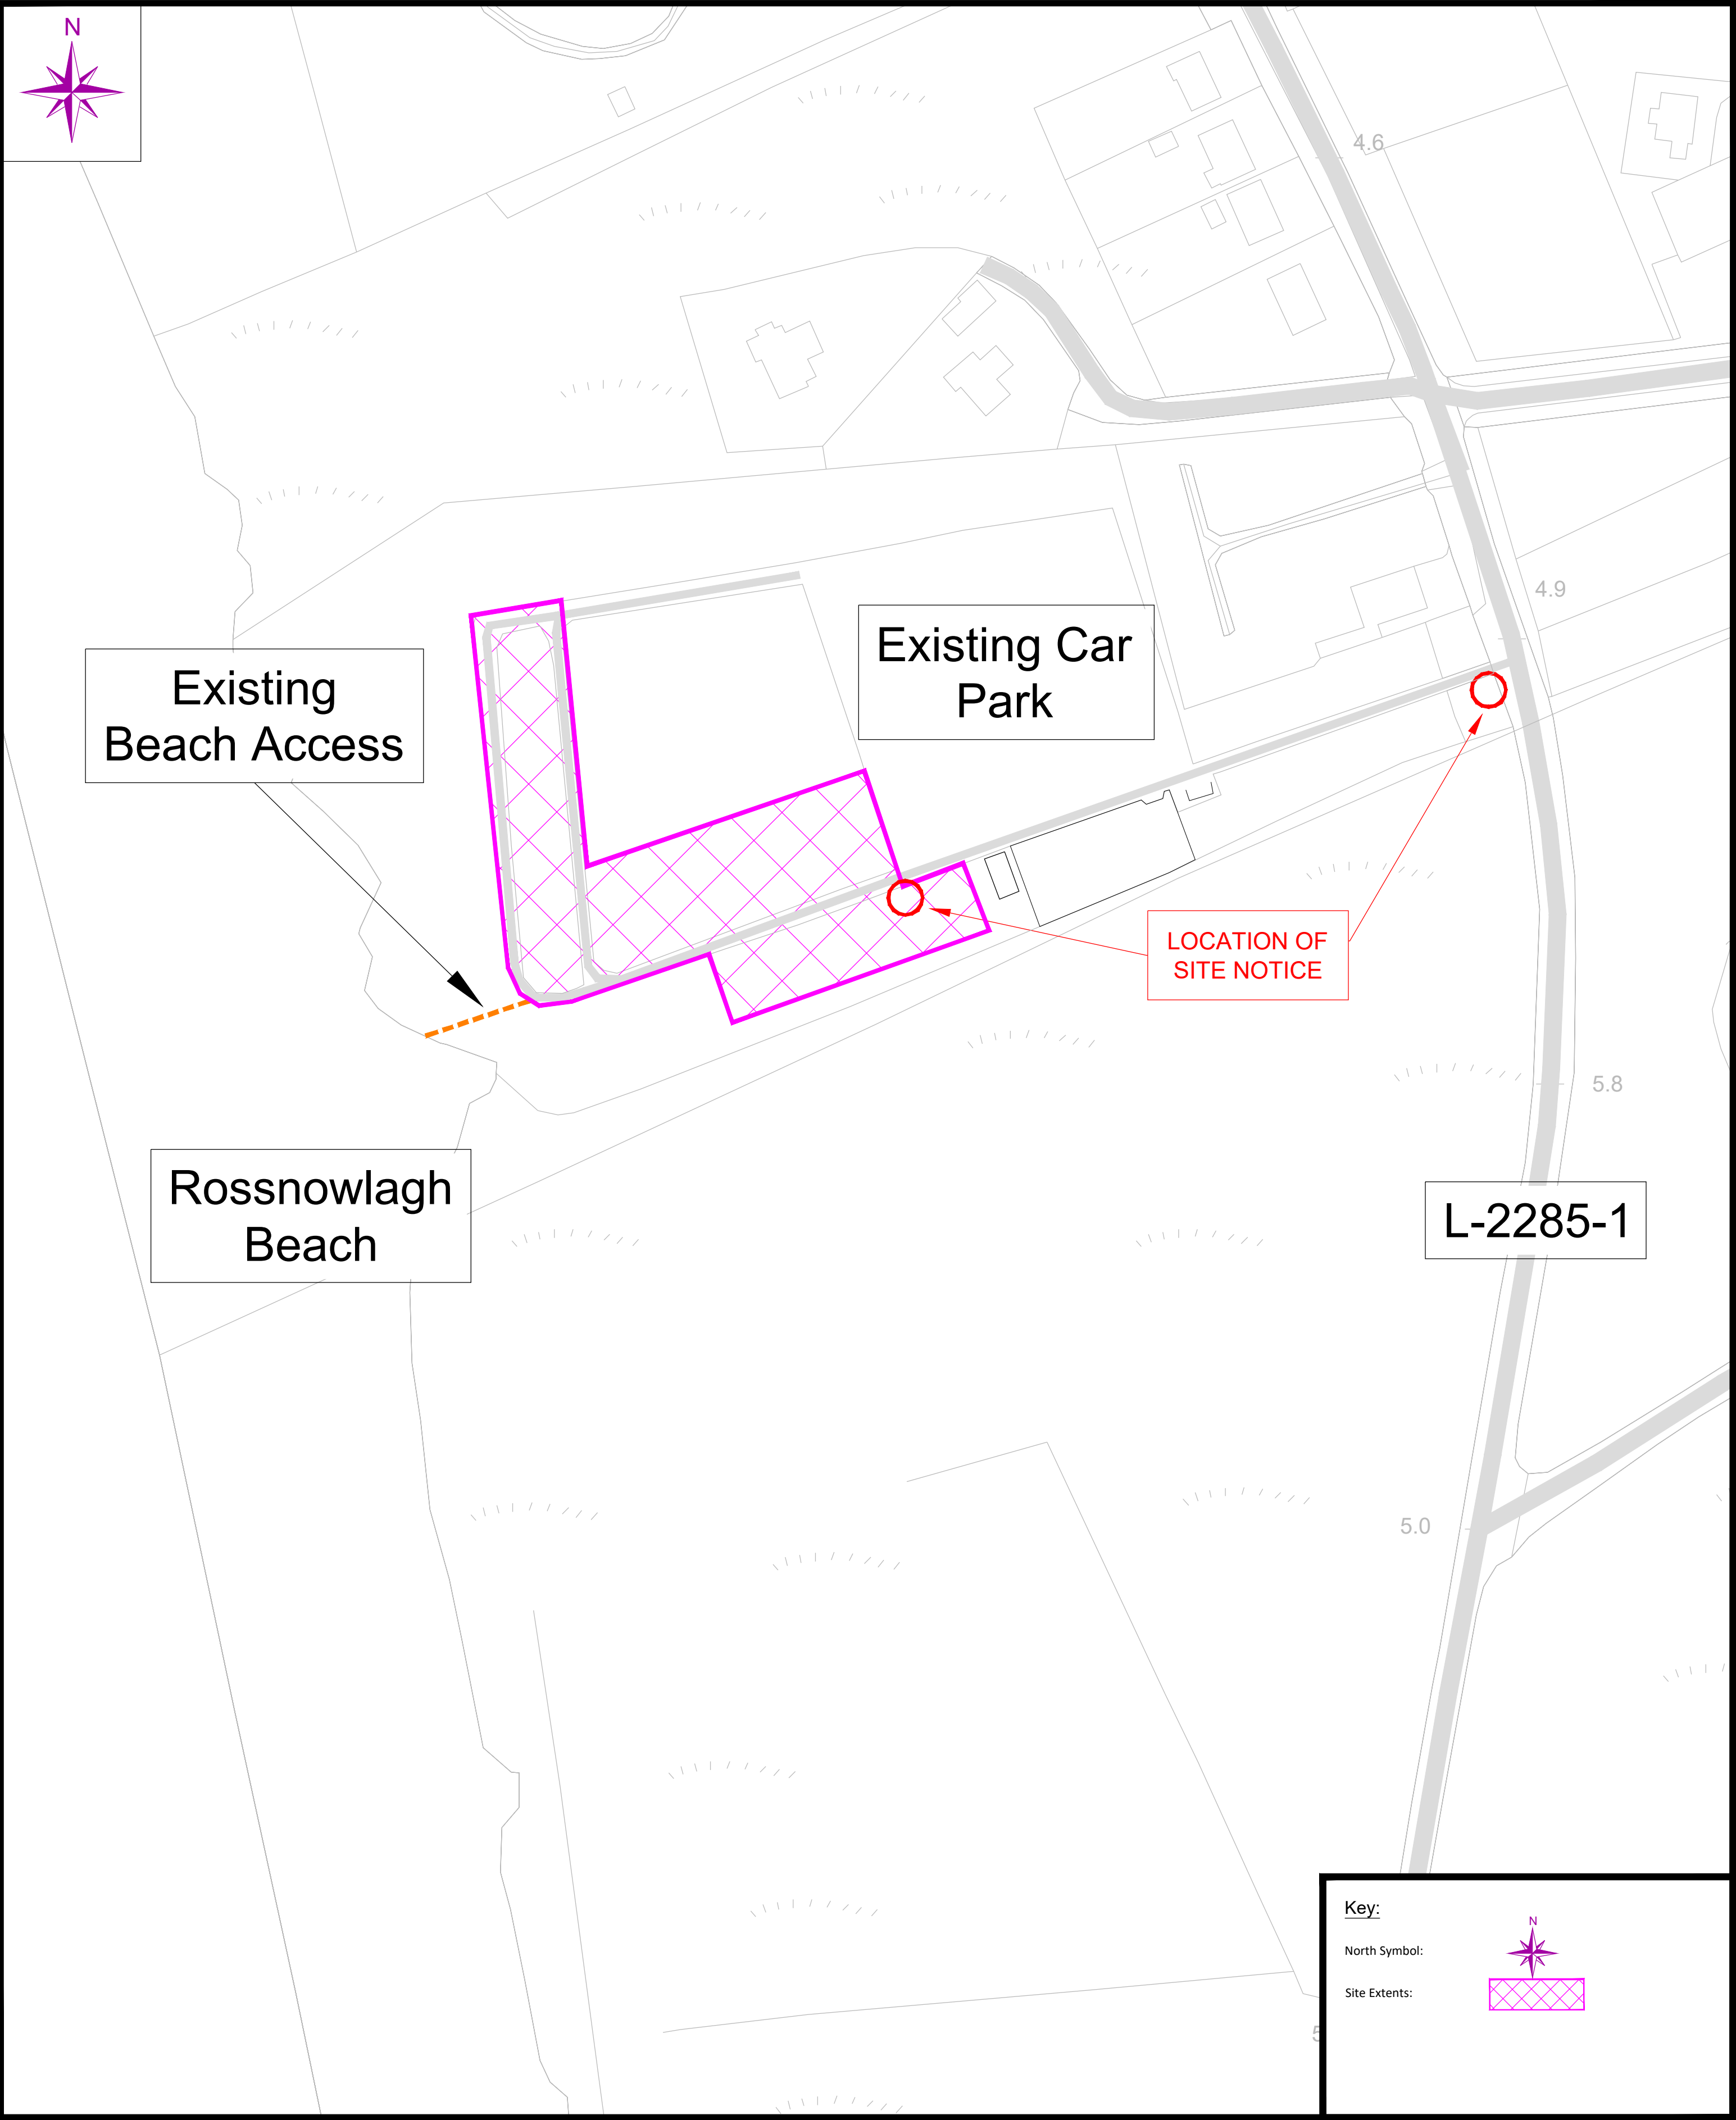 N
4.6
4.9
Existing Car
Park
Existing
Beach Access
LOCATION OF
SITE NOTICE
5.8
Rossnowlagh
Beach
L-2285-1
5.0
Key:
N
North Symbol:
Site Extents:
5